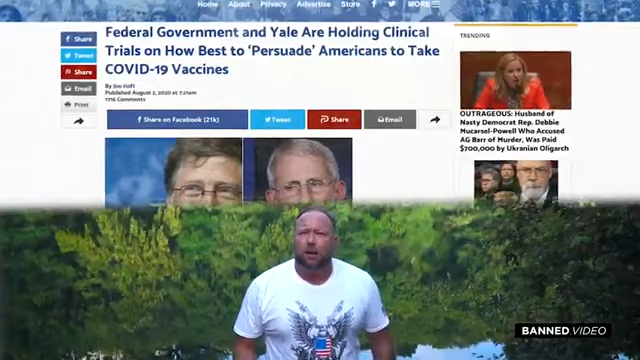 Home About Privacy Advertise Store MORE
Share
Tweet
Share
Email
Print
Federal Government and Yale Are Holding Clinical
Trials on How Best to ‘Persuade’ Americans to Take
COVID-19 Vaccines
By Jim Hoft
Published August 2, 2020 at 7:21am
1716 Comments
Share on Facebook (21k) Tweet Share Email
TRENDING
OUTRAGEOUS: Husband of
Nasty Democrat Rep. Debbie
Mucarsel-Powell Who Accused
AG Barr of Murder, Was Paid
$700,000 by Ukranian Oligarch
BANNED VIDEO